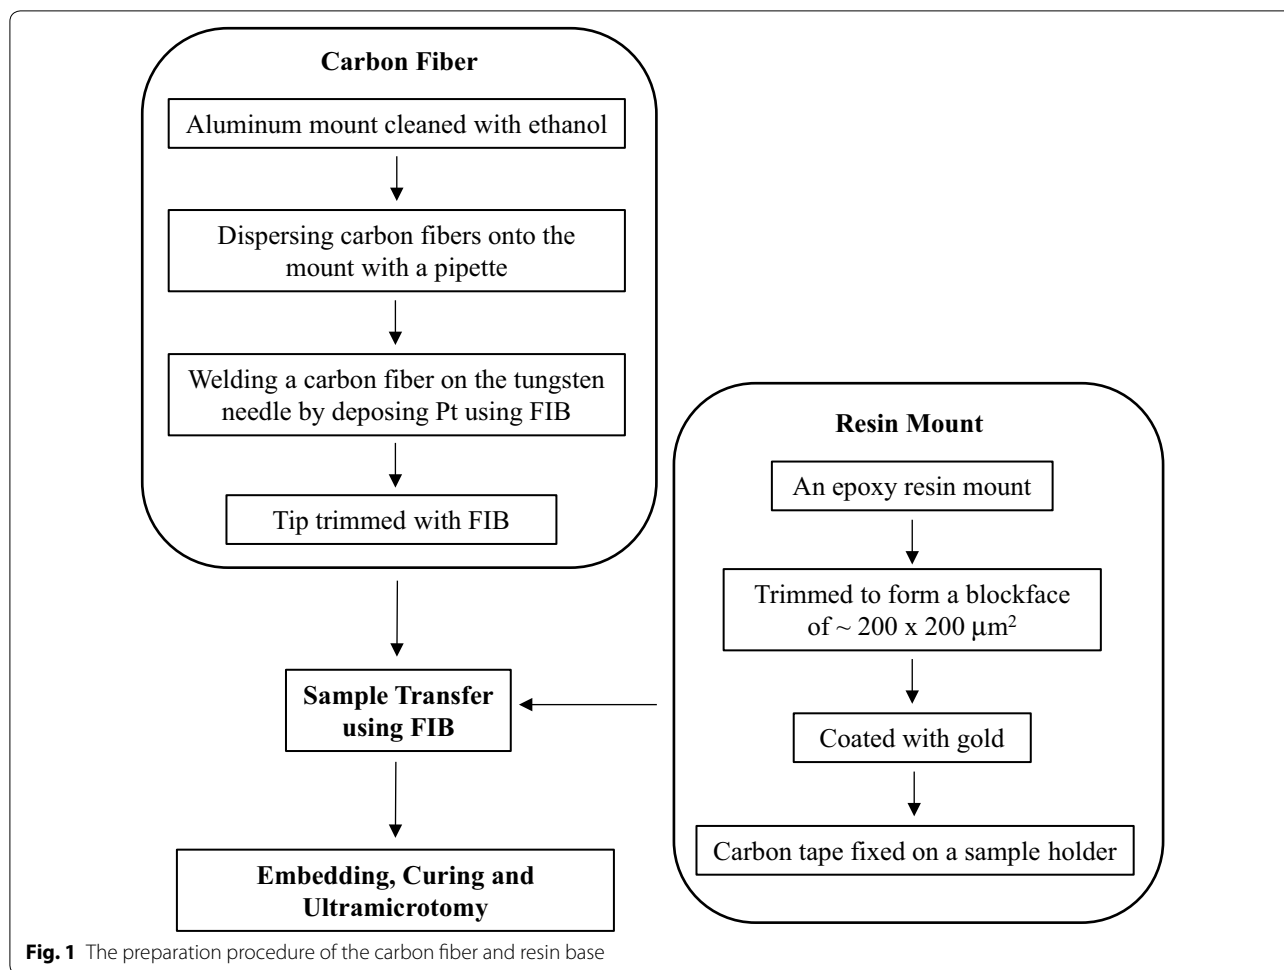 Carbon Fiber
Aluminum mount cleaned with ethanol
Dispersing carbon fibers onto the
mount with a pipette
Welding a carbon fiber on the tungsten
needle by deposing Pt using FIB
Tip trimmed with FIB
Resin Mount
An epoxy resin mount
Trimmed to form a blockface
of ~ 200 x 200 μm²
Coated with gold
Carbon tape fixed on a sample holder
Sample Transfer
using FIB
Embedding, Curing and
Ultramicrotomy
Fig. 1 The preparation procedure of the carbon fiber and resin base